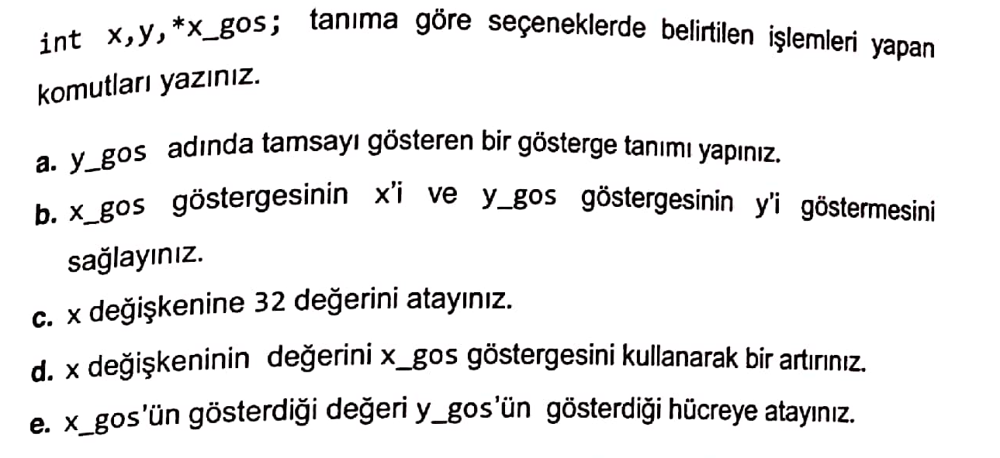 int x,y,*x_gos; tanıma göre seçeneklerde belirtilen işlemleri yapan
komutları yazınız.
a. y_gos adında tamsayı gösteren bir gösterge tanımı yapınız.
b. x_gos göstergesinin x'i ve y_gos göstergesinin y'i göstermesini
sağlayınız.
c. x değişkenine 32 değerini atayınız.
d. x değişkeninin değerini x_gos göstergesini kullanarak bir artırınız.
e. x_gos'ün gösterdiği değeri y_gos'ün gösterdiği hücreye atayınız.